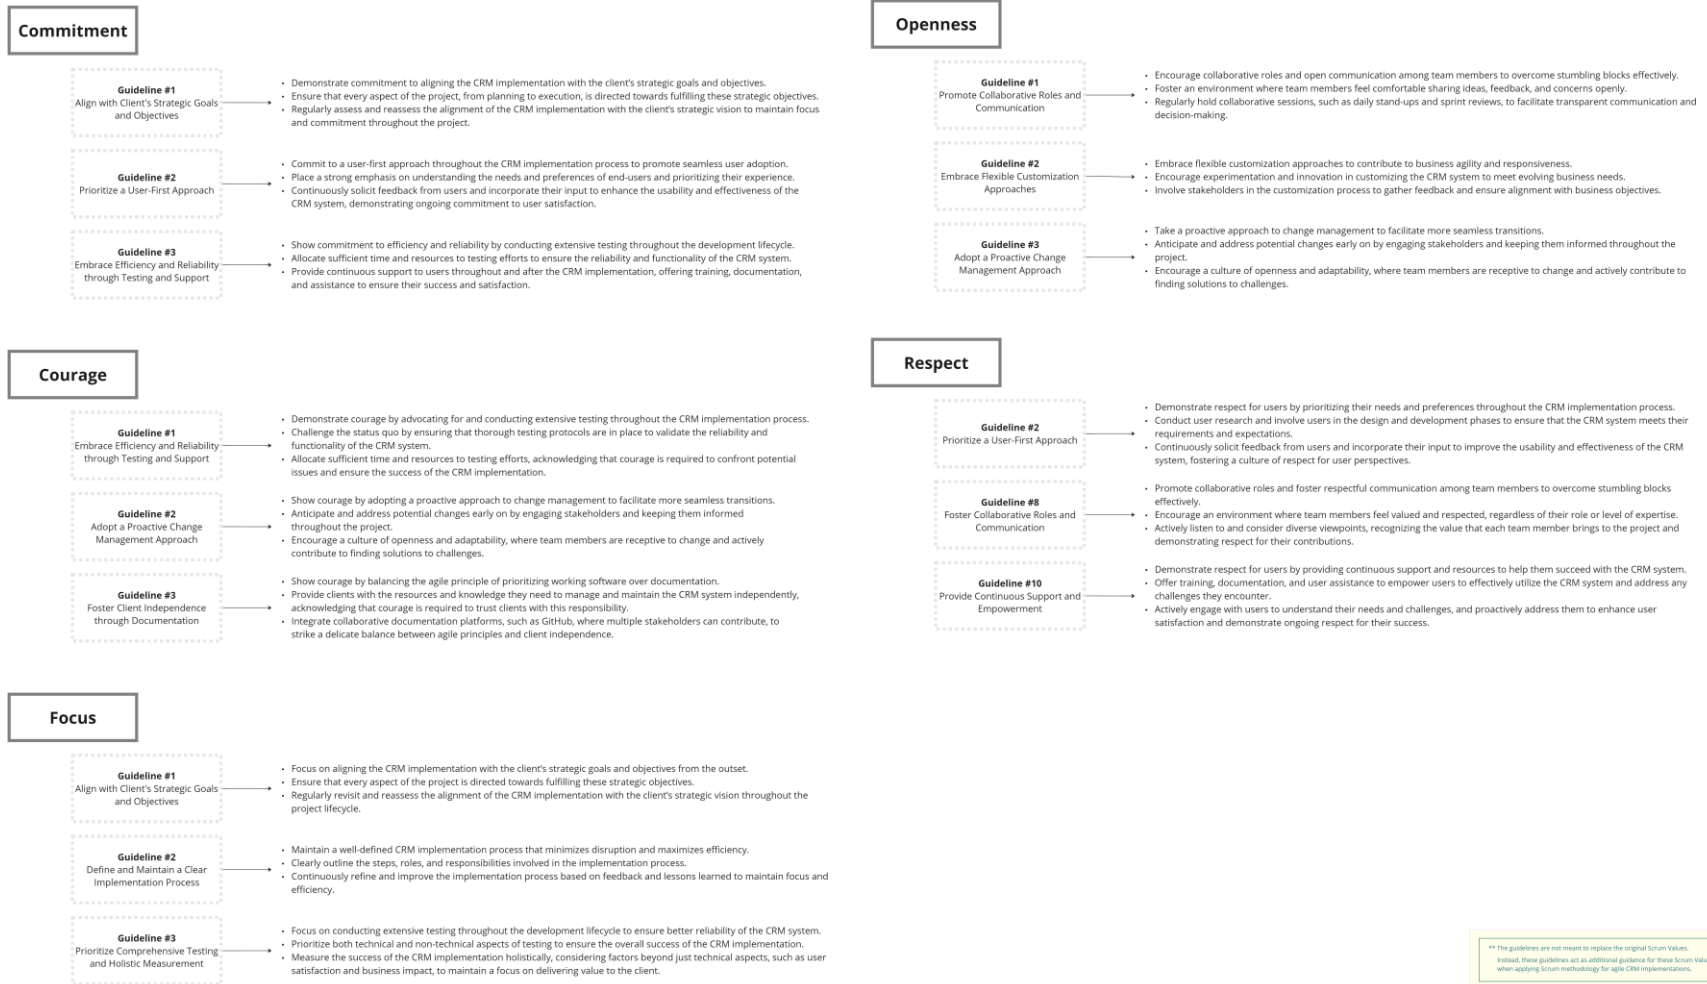 Commitment
Guideline #1
Align with Client's Strategic Goals
and Objectives
• Demonstrate commitment to aligning the CRM implementation with the client's strategic goals and objectives.
• Ensure that every aspect of the project, from planning to execution, is directed towards fulfilling these strategic objectives.
• Regularly assess and reassess the alignment of the CRM implementation with the client's strategic vision to maintain focus
and commitment throughout the project.
Guideline #2
Prioritize a User-First Approach
• Commit to a user-first approach throughout the CRM implementation process to promote seamless user adoption.
• Place a strong emphasis on understanding the needs and preferences of end-users and prioritizing their experience.
• Continuously solicit feedback from users and incorporate their input to enhance the usability and effectiveness of the
CRM system, demonstrating ongoing commitment to user satisfaction.
Guideline #3
Embrace Efficiency and Reliability
through Testing and Support
• Show commitment to efficiency and reliability by conducting extensive testing throughout the development lifecycle.
• Allocate sufficient time and resources to testing efforts to ensure the reliability and functionality of the CRM system.
• Provide continuous support to users throughout and after the CRM implementation, offering training, documentation,
and assistance to ensure their success and satisfaction.
Courage
Guideline #1
Embrace Efficiency and Reliability
through Testing and Support
• Demonstrate courage by advocating for and conducting extensive testing throughout the CRM implementation process.
• Challenge the status quo by ensuring that thorough testing protocols are in place to validate the reliability and
functionality of the CRM system.
• Allocate sufficient time and resources to testing efforts, acknowledging that courage is required to confront potential
issues and ensure the success of the CRM implementation.
Guideline #2
Adopt a Proactive Change
Management Approach
• Show courage by adopting a proactive approach to change management to facilitate more seamless transitions.
• Anticipate and address potential changes early on by engaging stakeholders and keeping them informed
throughout the project.
• Encourage a culture of openness and adaptability, where team members are receptive to change and actively
contribute to finding solutions to challenges.
Guideline #3
Foster Client Independence
through Documentation
• Show courage by balancing the agile principle of prioritizing working software over documentation.
• Provide clients with the resources and knowledge they need to manage and maintain the CRM system independently,
acknowledging that courage is required to trust clients with this responsibility.
• Integrate collaborative documentation platforms, such as GitHub, where multiple stakeholders can contribute, to
strike a delicate balance between agile principles and client independence.
Focus
Guideline #1
Align with Client's Strategic Goals
and Objectives
• Focus on aligning the CRM implementation with the client's strategic goals and objectives from the outset.
• Ensure that every aspect of the project is directed towards fulfilling these strategic objectives.
• Regularly revisit and reassess the alignment of the CRM implementation with the client's strategic vision throughout the
project lifecycle.
Guideline #2
Define and Maintain a Clear
Implementation Process
• Maintain a well-defined CRM implementation process that minimizes disruption and maximizes efficiency.
• Clearly outline the steps, roles, and responsibilities involved in the implementation process.
• Continuously refine and improve the implementation process based on feedback and lessons learned to maintain focus and
efficiency.
Guideline #3
Prioritize Comprehensive Testing
and Holistic Measurement
• Focus on conducting extensive testing throughout the development lifecycle to ensure better reliability of the CRM system.
• Prioritize both technical and non-technical aspects of testing to ensure the overall success of the CRM implementation.
• Measure the success of the CRM implementation holistically, considering factors beyond just technical aspects, such as user
satisfaction and business impact, to maintain a focus on delivering value to the client.
Openness
Guideline #1
Promote Collaborative Roles and
Communication
• Encourage collaborative roles and open communication among team members to overcome stumbling blocks effectively.
• Foster an environment where team members feel comfortable sharing ideas, feedback, and concerns openly.
• Regularly hold collaborative sessions, such as daily stand-ups and sprint reviews, to facilitate transparent communication and
decision-making.
Guideline #2
Embrace Flexible Customization
Approaches
• Embrace flexible customization approaches to contribute to business agility and responsiveness.
• Encourage experimentation and innovation in customizing the CRM system to meet evolving business needs.
• Involve stakeholders in the customization process to gather feedback and ensure alignment with business objectives.
Guideline #3
Adopt a Proactive Change
Management Approach
• Take a proactive approach to change management to facilitate more seamless transitions.
• Anticipate and address potential changes early on by engaging stakeholders and keeping them informed throughout the
project.
• Encourage a culture of openness and adaptability, where team members are receptive to change and actively contribute to
finding solutions to challenges.
Respect
Guideline #2
Prioritize a User-First Approach
• Demonstrate respect for users by prioritizing their needs and preferences throughout the CRM implementation process.
• Conduct user research and involve users in the design and development phases to ensure that the CRM system meets their
requirements and expectations.
• Continuously solicit feedback from users and incorporate their input to improve the usability and effectiveness of the CRM
system, fostering a culture of respect for user perspectives.
Guideline #8
Foster Collaborative Roles and
Communication
• Promote collaborative roles and foster respectful communication among team members to overcome stumbling blocks
effectively.
• Encourage an environment where team members feel valued and respected, regardless of their role or level of expertise.
• Actively listen to and consider diverse viewpoints, recognizing the value that each team member brings to the project and
demonstrating respect for their contributions.
Guideline #10
Provide Continuous Support and
Empowerment
• Demonstrate respect for users by providing continuous support and resources to help them succeed with the CRM system.
• Offer training, documentation, and user assistance to empower users to effectively utilize the CRM system and address any
challenges they encounter.
• Actively engage with users to understand their needs and challenges, and proactively address them to enhance user
satisfaction and demonstrate ongoing respect for their success.
** The guidelines are not meant to replace the original Scrum Values.
Instead, these guidelines act as additional guidance for these Scrum Valu
when applying Scrum methodology for agile CRM implementations.